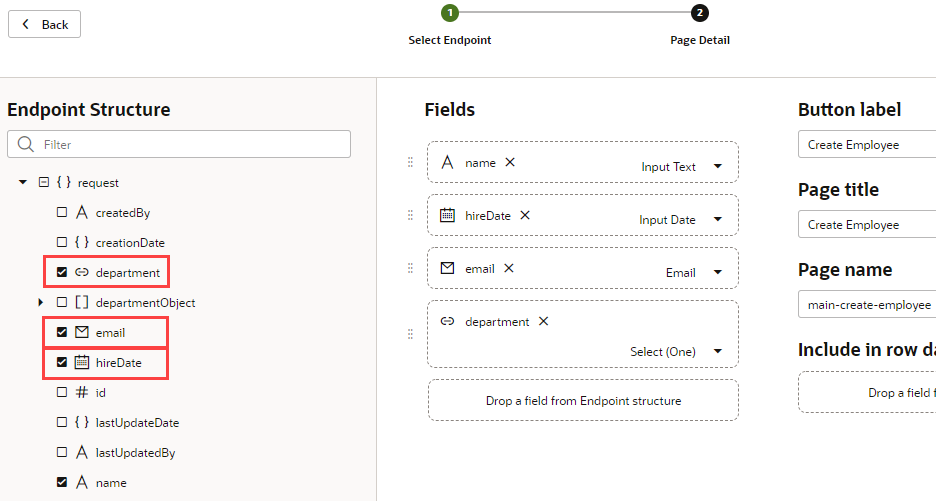 Back
1
2
Select Endpoint
Page Detail
Endpoint Structure
Filter
request
createdBy
creationDate
department
departmentObject
email
hireDate
id
lastUpdateDate
lastUpdatedBy
name
Fields
name
Input Text
hireDate
Input Date
email
Email
department
Select (One)
Drop a field from Endpoint structure
Button label
Create Employee
Page title
Create Employee
Page name
main-create-employee
Include in row da
Drop a field f